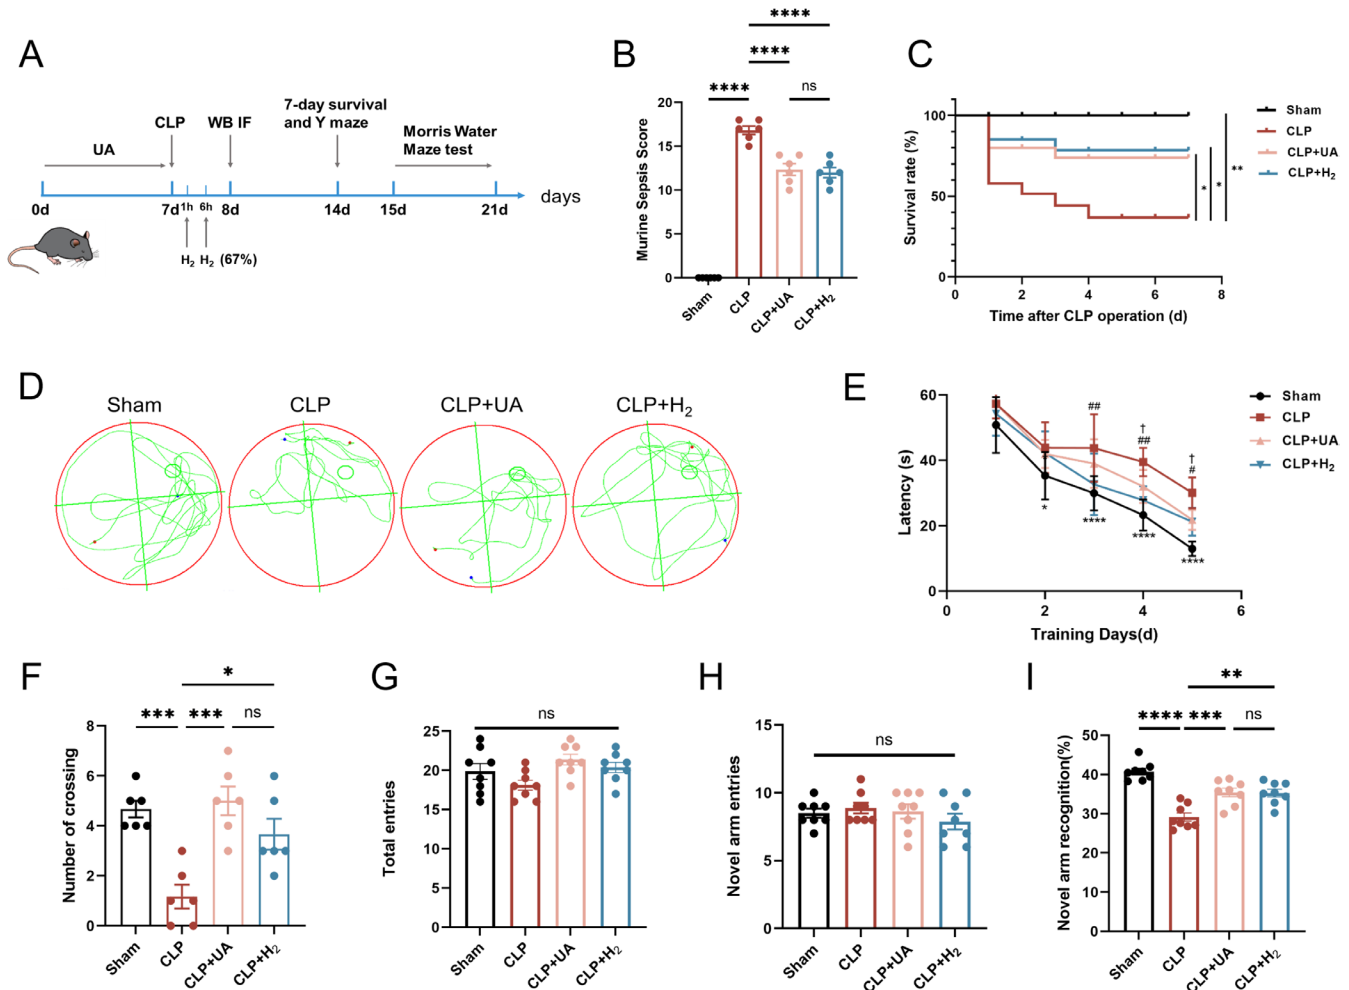 A
7-day survival
and Y maze
CLP
WB IF
Morris Water
Maze test
UA
days
0d
7d
1h
6h
8d
14d
15d
21d
H2
H2
(67%)
B
****
****
****
ns
Murine Sepsis Score
20
15
10
5
0
Sham
CLP
CLP+UA
CLP+H2
C
Survival rate (%)
100
50
0
0
2
4
6
8
Time after CLP operation (d)
Sham
CLP
CLP+UA
CLP+H2
*
*
**
D
Sham
CLP
CLP+UA
CLP+H2
E
Latency (s)
60
40
20
0
0
2
4
6
Training Days(d)
##
†
##
†
#
*
****
****
****
Sham
CLP
CLP+UA
CLP+H2
F
*
***
***
ns
Number of crossing
8
6
4
2
0
Sham
CLP
CLP+UA
CLP+H2
G
ns
Total entries
25
20
15
10
5
0
Sham
CLP
CLP+UA
CLP+H2
H
ns
Novel arm entries
15
10
5
0
Sham
CLP
CLP+UA
CLP+H2
I
**
****
***
ns
Novel arm recognition(%)
50
40
30
20
10
0
Sham
CLP
CLP+UA
CLP+H2